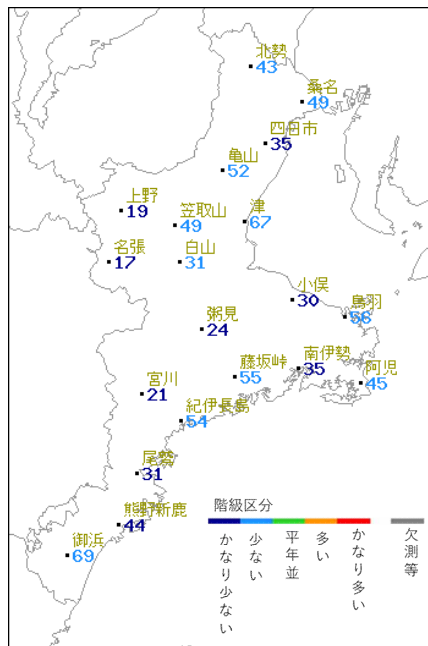 北勢
43
桑名
49
四日市
35
亀山
52
上野
19
笠取山
49
津
67
名張
17
白山
31
小俣
30
鳥羽
56
粥見
24
藤坂峠
55
南伊勢
35
阿児
45
宮川
21
紀伊長島
54
尾鷲
31
熊野新鹿
44
御浜
69
階級区分
かなり少ない
少ない
平年並
多い
かなり多い
欠測等